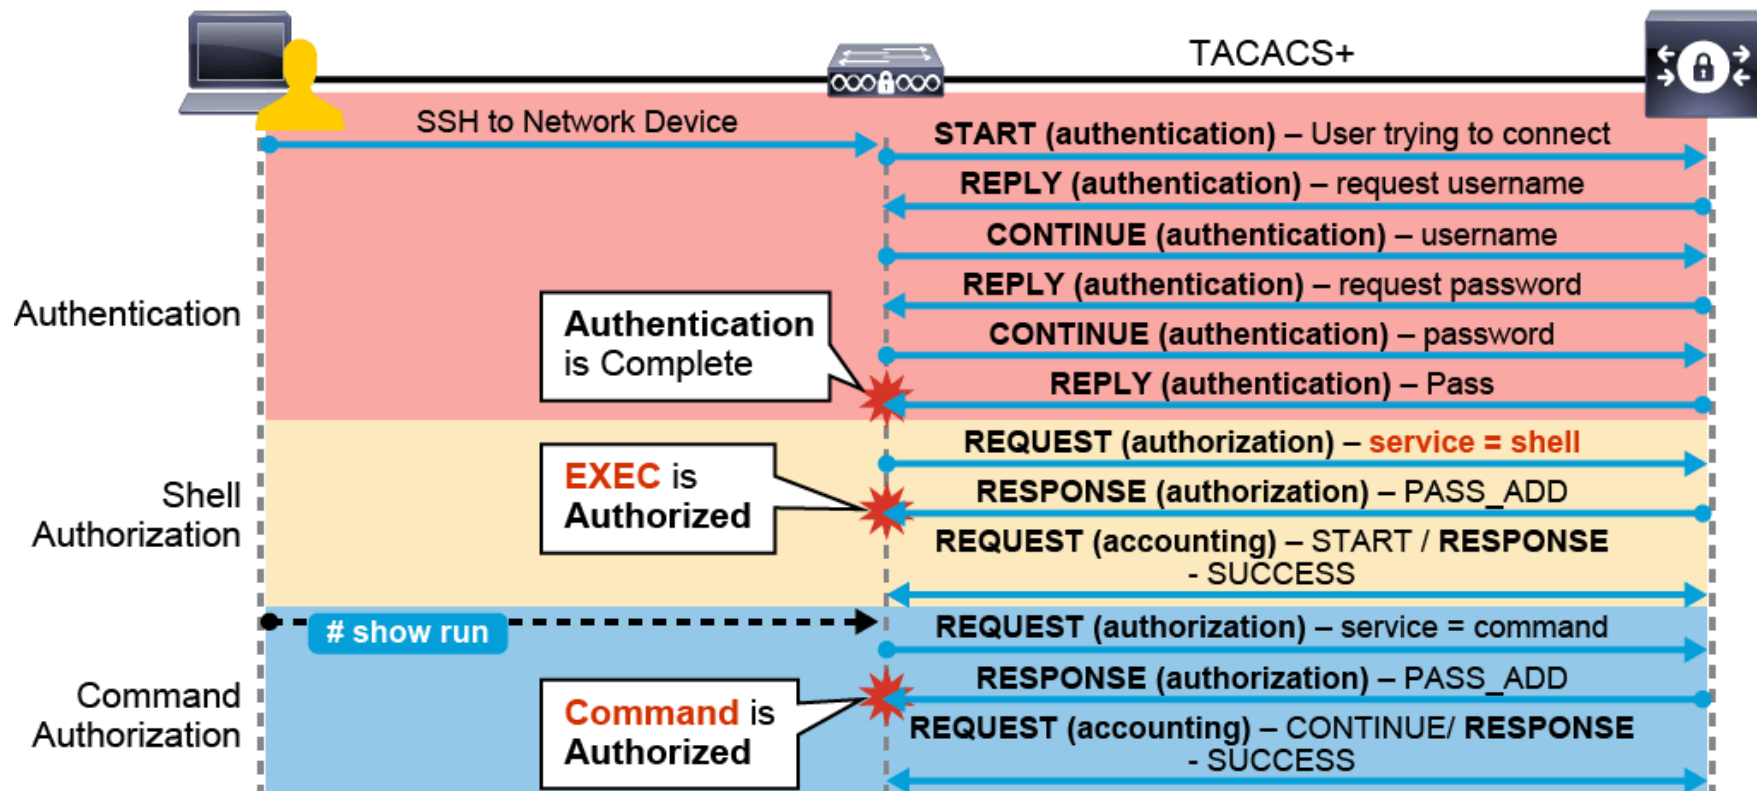 TACACS+
SSH to Network Device
START (authentication) – User trying to connect
REPLY (authentication) – request username
CONTINUE (authentication) – username
REPLY (authentication) – request password
CONTINUE (authentication) – password
REPLY (authentication) – Pass
Authentication
Authentication
is Complete
REQUEST (authorization) – service = shell
RESPONSE (authorization) – PASS_ADD
REQUEST (accounting) – START / RESPONSE
- SUCCESS
Shell
Authorization
EXEC is
Authorized
# show run
REQUEST (authorization) – service = command
RESPONSE (authorization) – PASS_ADD
REQUEST (accounting) – CONTINUE/ RESPONSE
- SUCCESS
Command
Authorization
Command is
Authorized